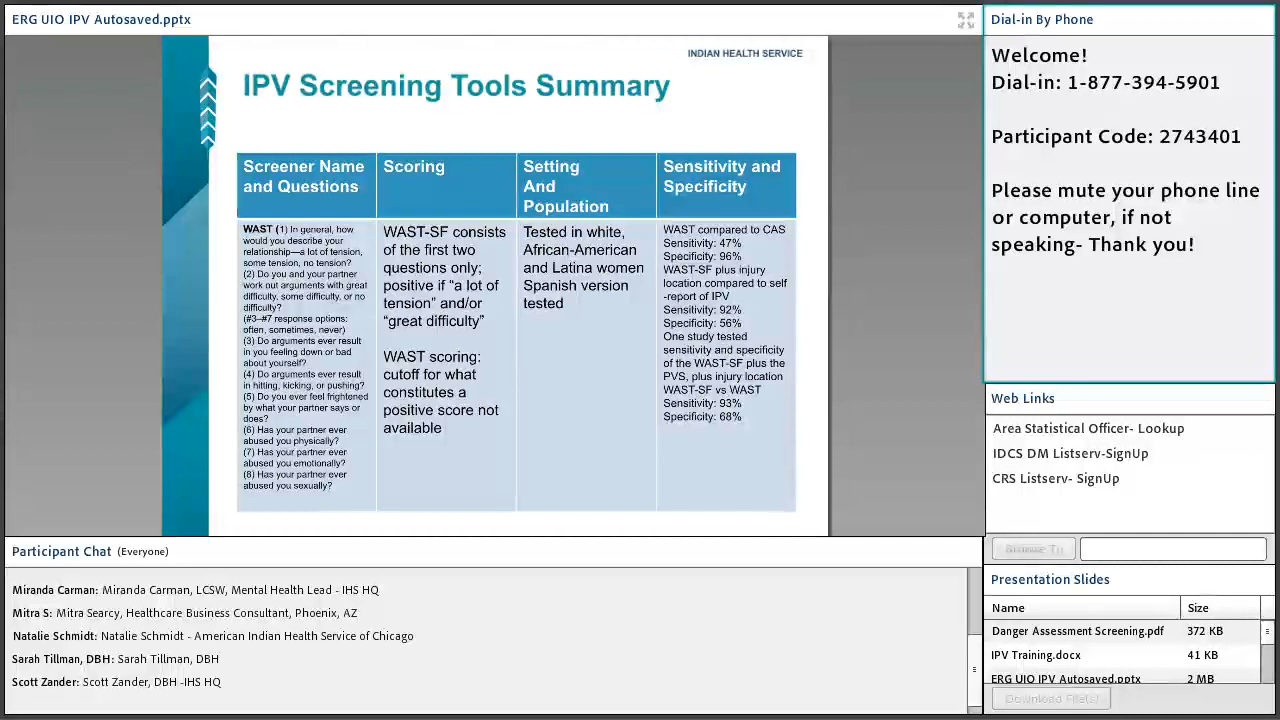 ERG UIO IPV Autosaved.pptx
INDIAN HEALTH SERVICE
IPV Screening Tools Summary
Screener Name
and Questions
Scoring
Setting
And
Population
Sensitivity and
Specificity
WAST (1) In general, how
would you describe your
relationship—a lot of tension,
some tension, no tension?
(2) Do you and your partner
work out arguments with great
difficulty, some difficulty, or no
difficulty?
(#3–#7 response options:
often, sometimes, never)
(3) Do arguments ever result
in you feeling down or bad
about yourself?
(4) Do arguments ever result
in hitting, kicking, or pushing?
(5) Do you ever feel frightened
by what your partner says or
does?
(6) Has your partner ever
abused you physically?
(7) Has your partner ever
abused you emotionally?
(8) Has your partner ever
abused you sexually?
WAST-SF consists
of the first two
questions only;
positive if “a lot of
tension” and/or
“great difficulty”
WAST scoring:
cutoff for what
constitutes a
positive score not
available
Tested in white,
African-American
and Latina women
Spanish version
tested
WAST compared to CAS
Sensitivity: 47%
Specificity: 96%
WAST-SF plus injury
location compared to self
-report of IPV
Sensitivity: 92%
Specificity: 56%
One study tested
sensitivity and specificity
of the WAST-SF plus the
PVS, plus injury location
WAST-SF vs WAST
Sensitivity: 93%
Specificity: 68%
Participant Chat (Everyone)
Miranda Carman: Miranda Carman, LCSW, Mental Health Lead - IHS HQ
Mitra S: Mitra Searcy, Healthcare Business Consultant, Phoenix, AZ
Natalie Schmidt: Natalie Schmidt - American Indian Health Service of Chicago
Sarah Tillman, DBH: Sarah Tillman, DBH
Scott Zander: Scott Zander, DBH -IHS HQ
Dial-in By Phone
Welcome!
Dial-in: 1-877-394-5901
Participant Code: 2743401
Please mute your phone line
or computer, if not
speaking- Thank you!
Web Links
Area Statistical Officer- Lookup
IDCS DM Listserv-SignUp
CRS Listserv- SignUp
Browse To
Presentation Slides
Name Size
Danger Assessment Screening.pdf 372 KB
IPV Training.docx 41 KB
ERG UIO IPV Autosaved.pptx 2 MB
Download File(s)